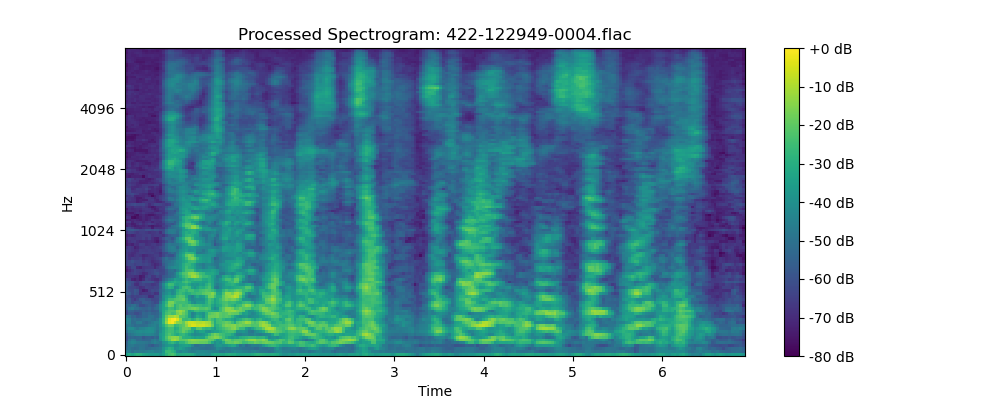 Processed Spectrogram: 422-122949-0004.flac
Hz
4096
2048
1024
512
0
0 1 2 3 4 5 6
Time
+0 dB
-10 dB
-20 dB
-30 dB
-40 dB
-50 dB
-60 dB
-70 dB
-80 dB